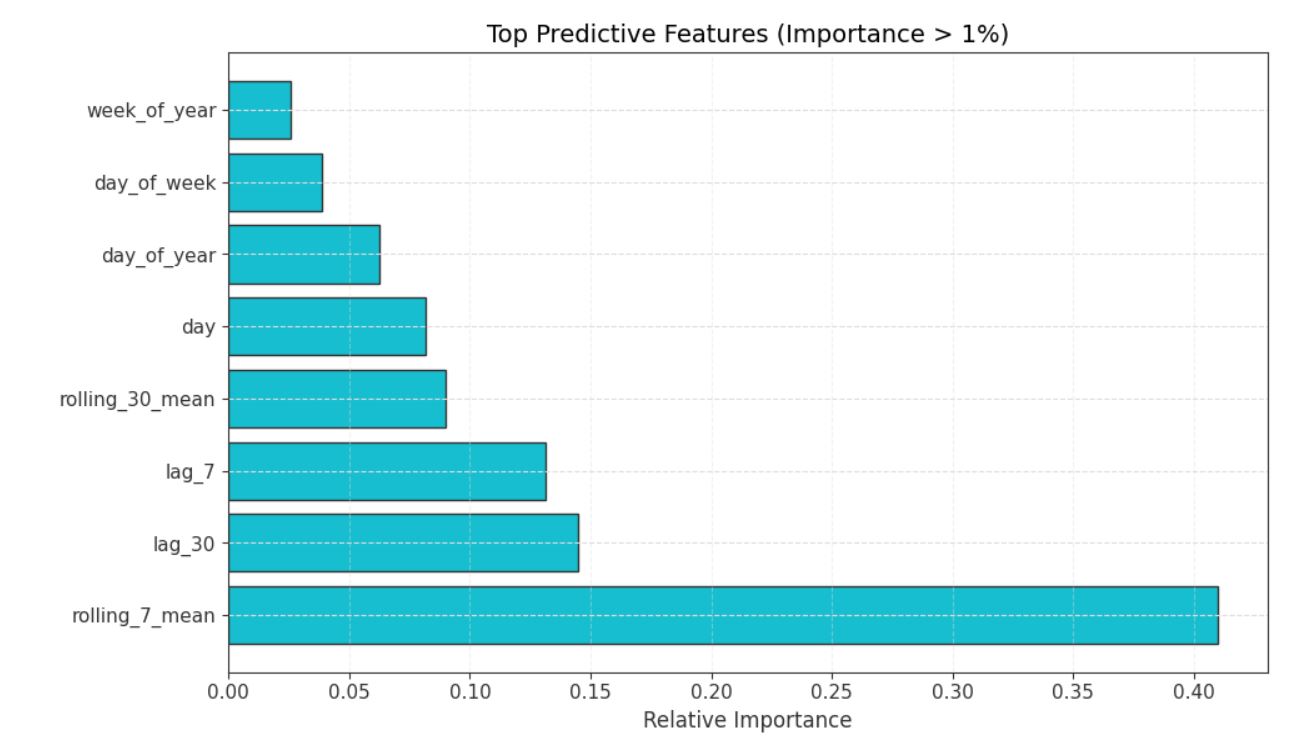 Top Predictive Features (Importance > 1%)
week_of_year
day_of_week
day_of_year
day
rolling_30_mean
lag_7
lag_30
rolling_7_mean
0.00 0.05 0.10 0.15 0.20 0.25 0.30 0.35 0.40
Relative Importance